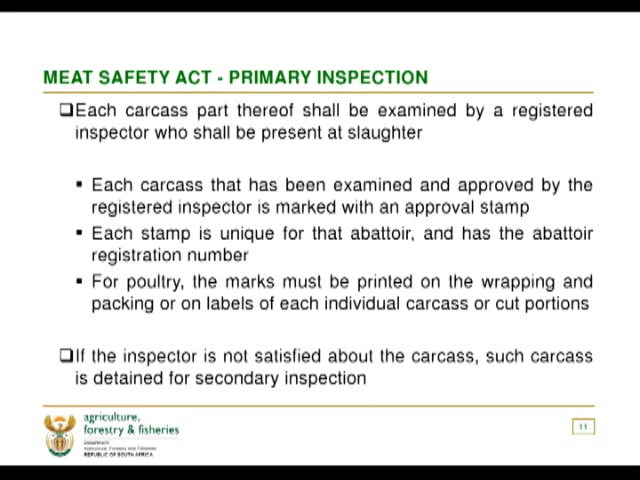 MEAT SAFETY ACT - PRIMARY INSPECTION
❑Each carcass part thereof shall be examined by a registered
inspector who shall be present at slaughter
▪ Each carcass that has been examined and approved by the
registered inspector is marked with an approval stamp
▪ Each stamp is unique for that abattoir, and has the abattoir
registration number
▪ For poultry, the marks must be printed on the wrapping and
packing or on labels of each individual carcass or cut portions
❑If the inspector is not satisfied about the carcass, such carcass
is detained for secondary inspection
agriculture,
forestry & fisheries
Department:
Agriculture, Forestry and Fisheries
REPUBLIC OF SOUTH AFRICA
11